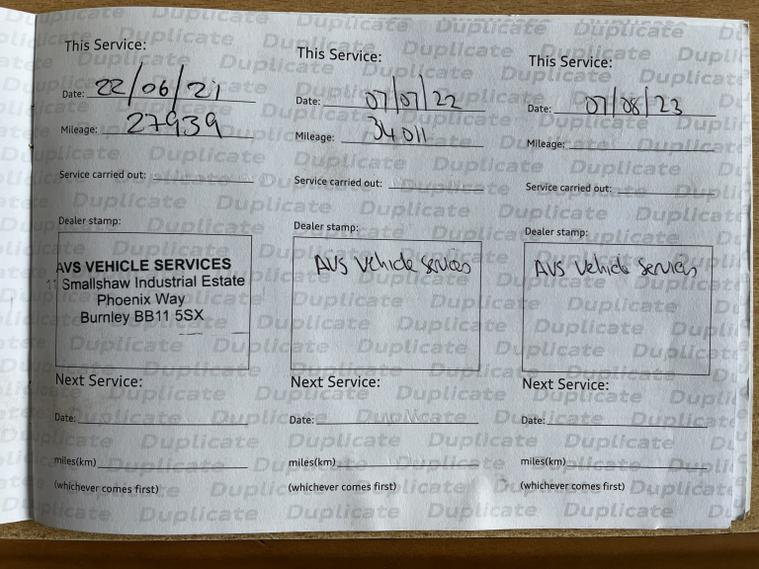 This Service:
Date: 22/06/21
Mileage: 27939
Service carried out:
Dealer stamp:
AVS VEHICLE SERVICES
11 Smallshaw Industrial Estate
Phoenix Way
Burnley BB11 5SX
Next Service:
Date:
miles(km)
(whichever comes first)
This Service:
Date: 07/07/22
Mileage: 34011
Service carried out:
Dealer stamp:
AVS Vehicle Services
Next Service:
Date:
miles(km)
(whichever comes first)
This Service:
Date: 07/08/23
Mileage:
Service carried out:
Dealer stamp:
AVS Vehicle Services
Next Service:
Date:
miles(km)
(whichever comes first)
Duplicate